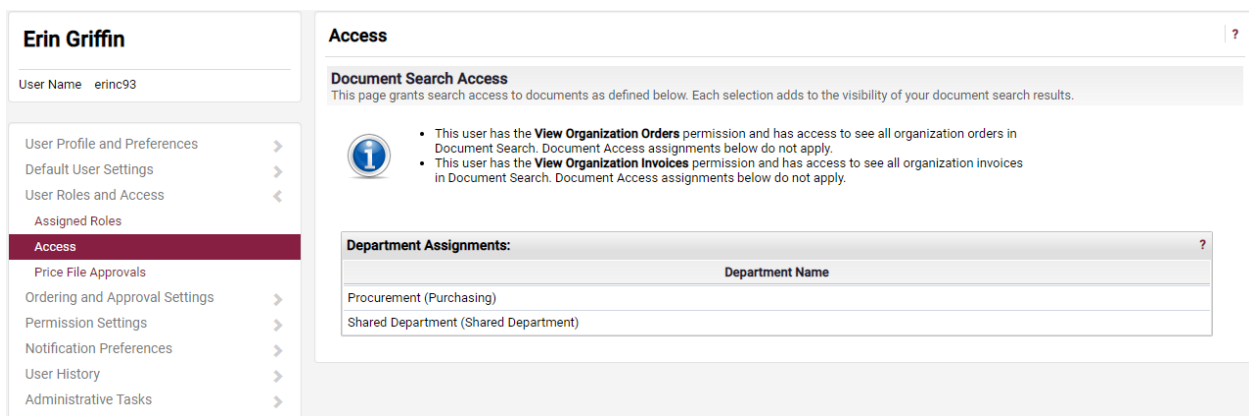 Erin Griffin
User Name erinc93
User Profile and Preferences
Default User Settings
User Roles and Access
Assigned Roles
Access
Price File Approvals
Ordering and Approval Settings
Permission Settings
Notification Preferences
User History
Administrative Tasks
Access ?
Document Search Access
This page grants search access to documents as defined below. Each selection adds to the visibility of your document search results.
• This user has the View Organization Orders permission and has access to see all organization orders in
Document Search. Document Access assignments below do not apply.
• This user has the View Organization Invoices permission and has access to see all organization invoices
in Document Search. Document Access assignments below do not apply.
Department Assignments: ?
Department Name
Procurement (Purchasing)
Shared Department (Shared Department)